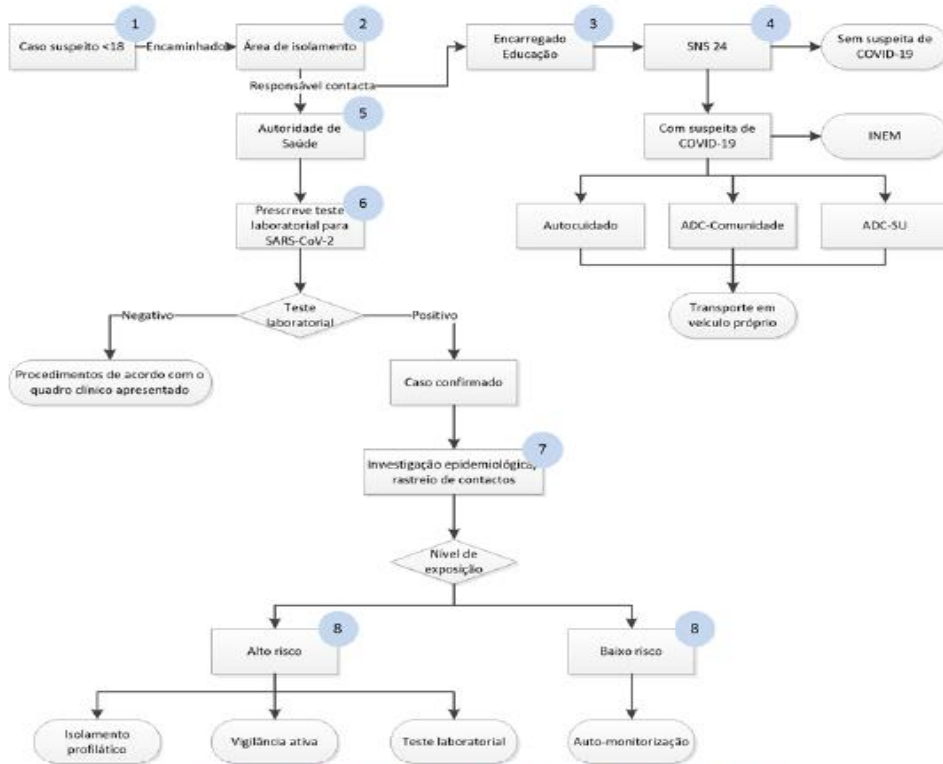 1
Caso suspeito <18
Encaminhado
2
Área de isolamento
3
Encarregado
Educação
4
SNS 24
Sem suspeita de
COVID-19
Responsável contacta
5
Autoridade de
Saúde
Com suspeita de
COVID-19
INEM
6
Prescreve teste
laboratorial para
SARS-CoV-2
Autocuidado
ADC-Comunidade
ADC-SU
Negativo
Teste
laboratorial
Positivo
Transporte em
veículo próprio
Procedimentos de acordo com o
quadro clínico apresentado
Caso confirmado
7
Investigação epidemiológica/
rastreio de contactos
Nível de
exposição
8
Alto risco
8
Baixo risco
Isolamento
profilático
Vigilância ativa
Teste laboratorial
Auto-monitorização